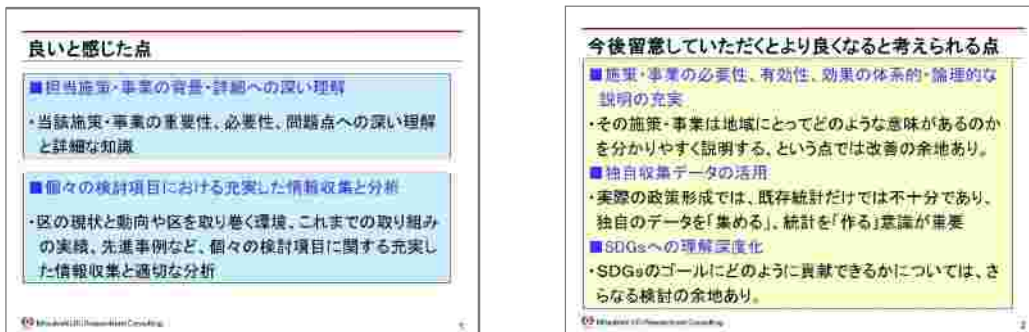 良いと感じた点
■担当施策・事業の背景・詳細への深い理解
・当該施策・事業の重要性、必要性、問題点への深い理解
と詳細な知識
■個々の検討項目における充実した情報収集と分析
・区の現状と動向や区を取り巻く環境、これまでの取り組み
の実績、先進事例など、個々の検討項目に関する充実し
た情報収集と適切な分析
今後留意していただくとより良くなると考えられる点
■施策・事業の必要性、有効性、効果の体系的・論理的な
説明の充実
・その施策・事業は地域にとってどのような意味があるのか
を分かりやすく説明する、という点では改善の余地あり。
■独自収集データの活用
・実際の政策形成では、既存統計だけでは不十分であり、
独自のデータを「集める」、統計を「作る」意識が重要
■SDGsへの理解深度化
・SDGsのゴールにどのように貢献できるかについては、さ
らなる検討の余地あり。